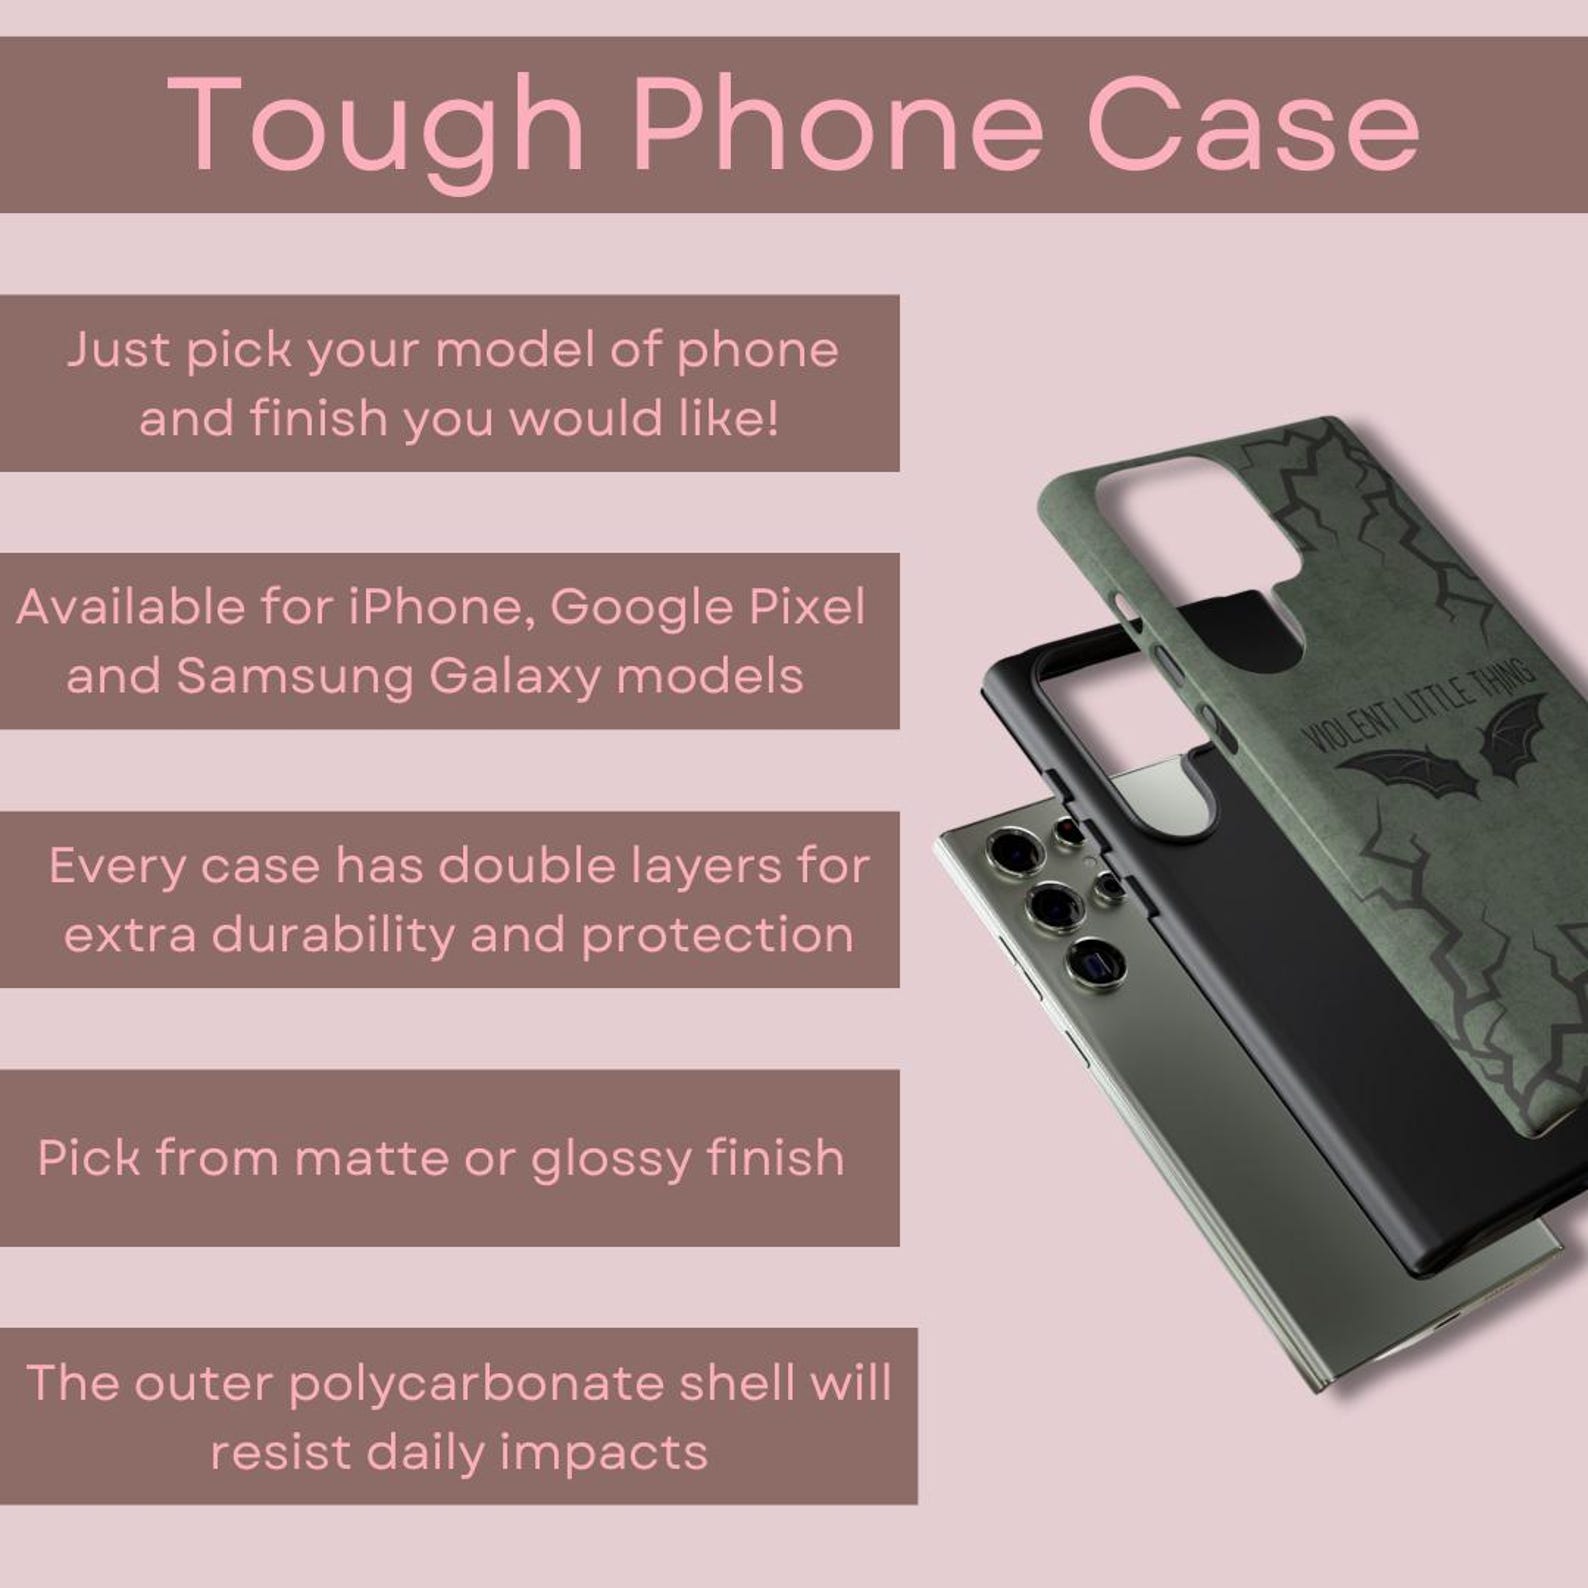 Tough Phone Case
Just pick your model of phone
and finish you would like!
Available for iPhone, Google Pixel
and Samsung Galaxy models
Every case has double layers for
extra durability and protection
Pick from matte or glossy finish
The outer polycarbonate shell will
resist daily impacts
VIOLENT LITTLE THING